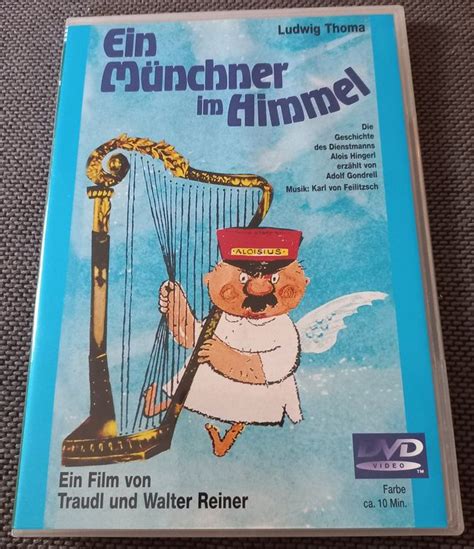 Ludwig Thoma
Ein
Münchner
im Himmel
Die
Geschichte
des Dienstmanns
Alois Hingerl
erzählt von
Adolf Gondrell
Musik: Karl von Feilitzsch
ALOISIUS
Ein Film von
Traudl und Walter Reiner
DVD
VIDEO
TM
Farbe
ca. 10 Min.